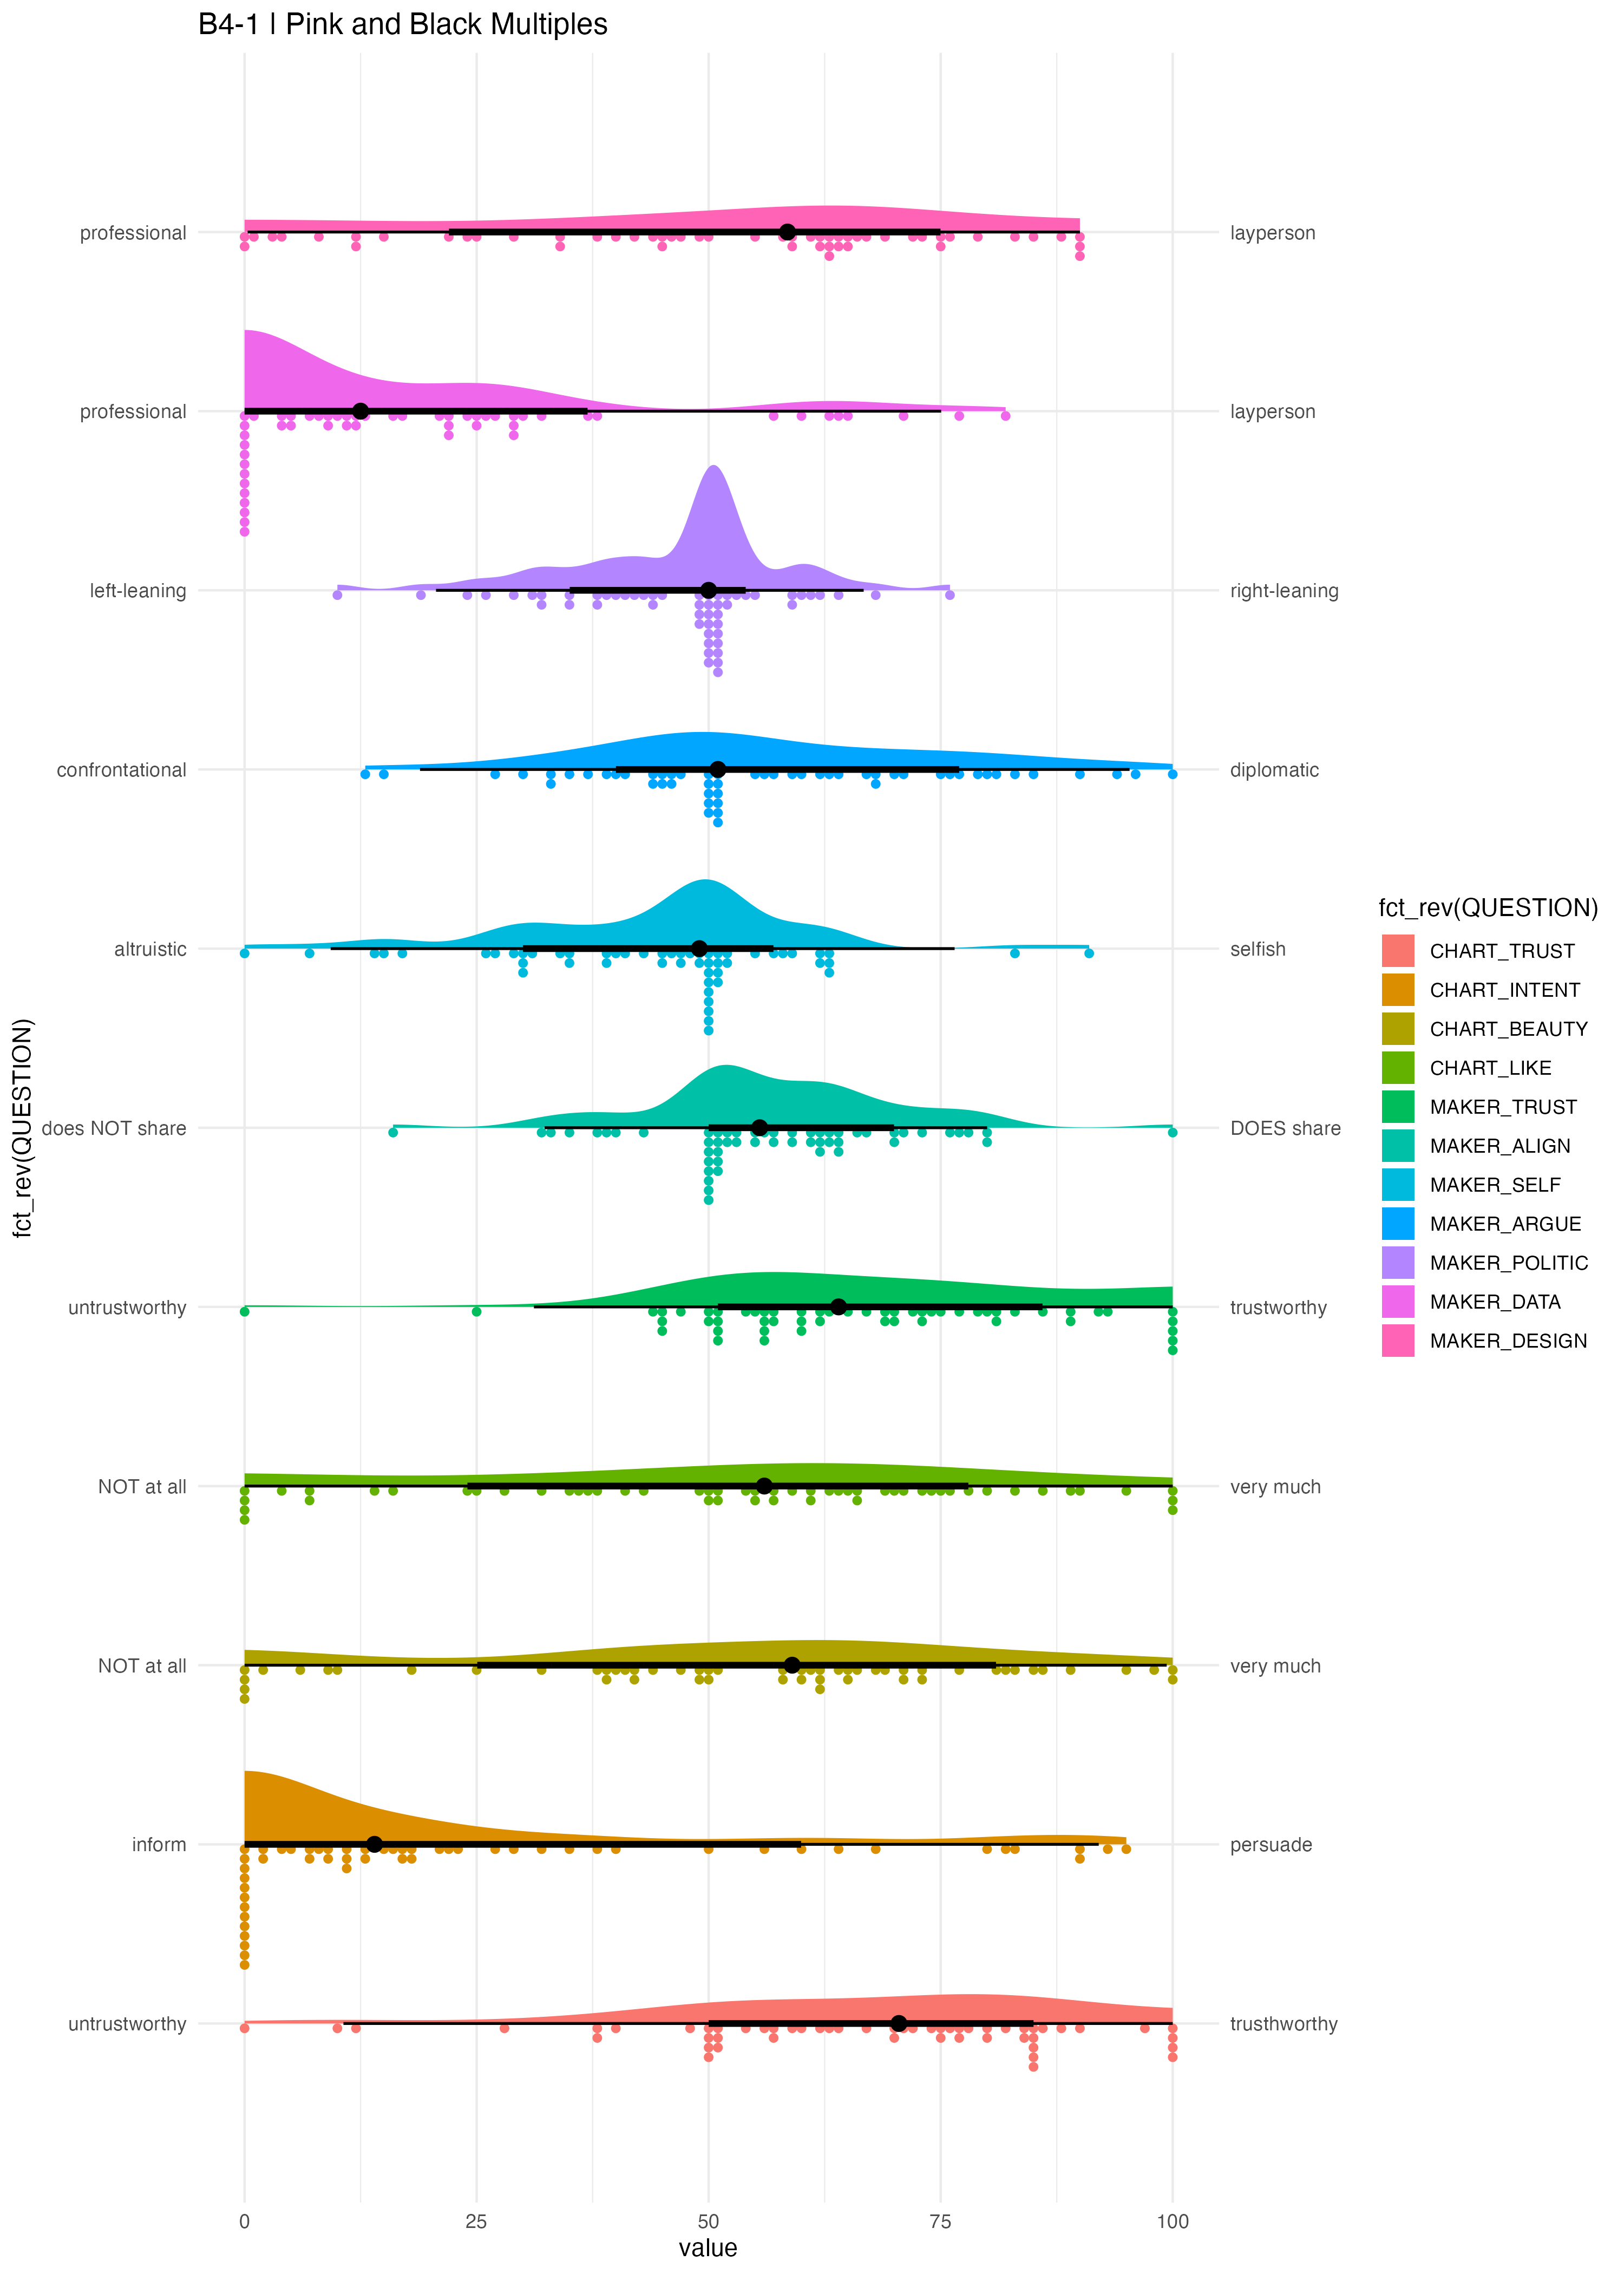 B4-1 | Pink and Black Multiples
professional layperson
professional layperson
left-leaning right-leaning
confrontational diplomatic
altruistic selfish
does NOT share DOES share
untrustworthy trustworthy
NOT at all very much
NOT at all very much
inform persuade
untrustworthy trusthworthy
0 25 50 75 100
value
fct_rev(QUESTION)
fct_rev(QUESTION)
CHART_TRUST
CHART_INTENT
CHART_BEAUTY
CHART_LIKE
MAKER_TRUST
MAKER_ALIGN
MAKER_SELF
MAKER_ARGUE
MAKER_POLITIC
MAKER_DATA
MAKER_DESIGN